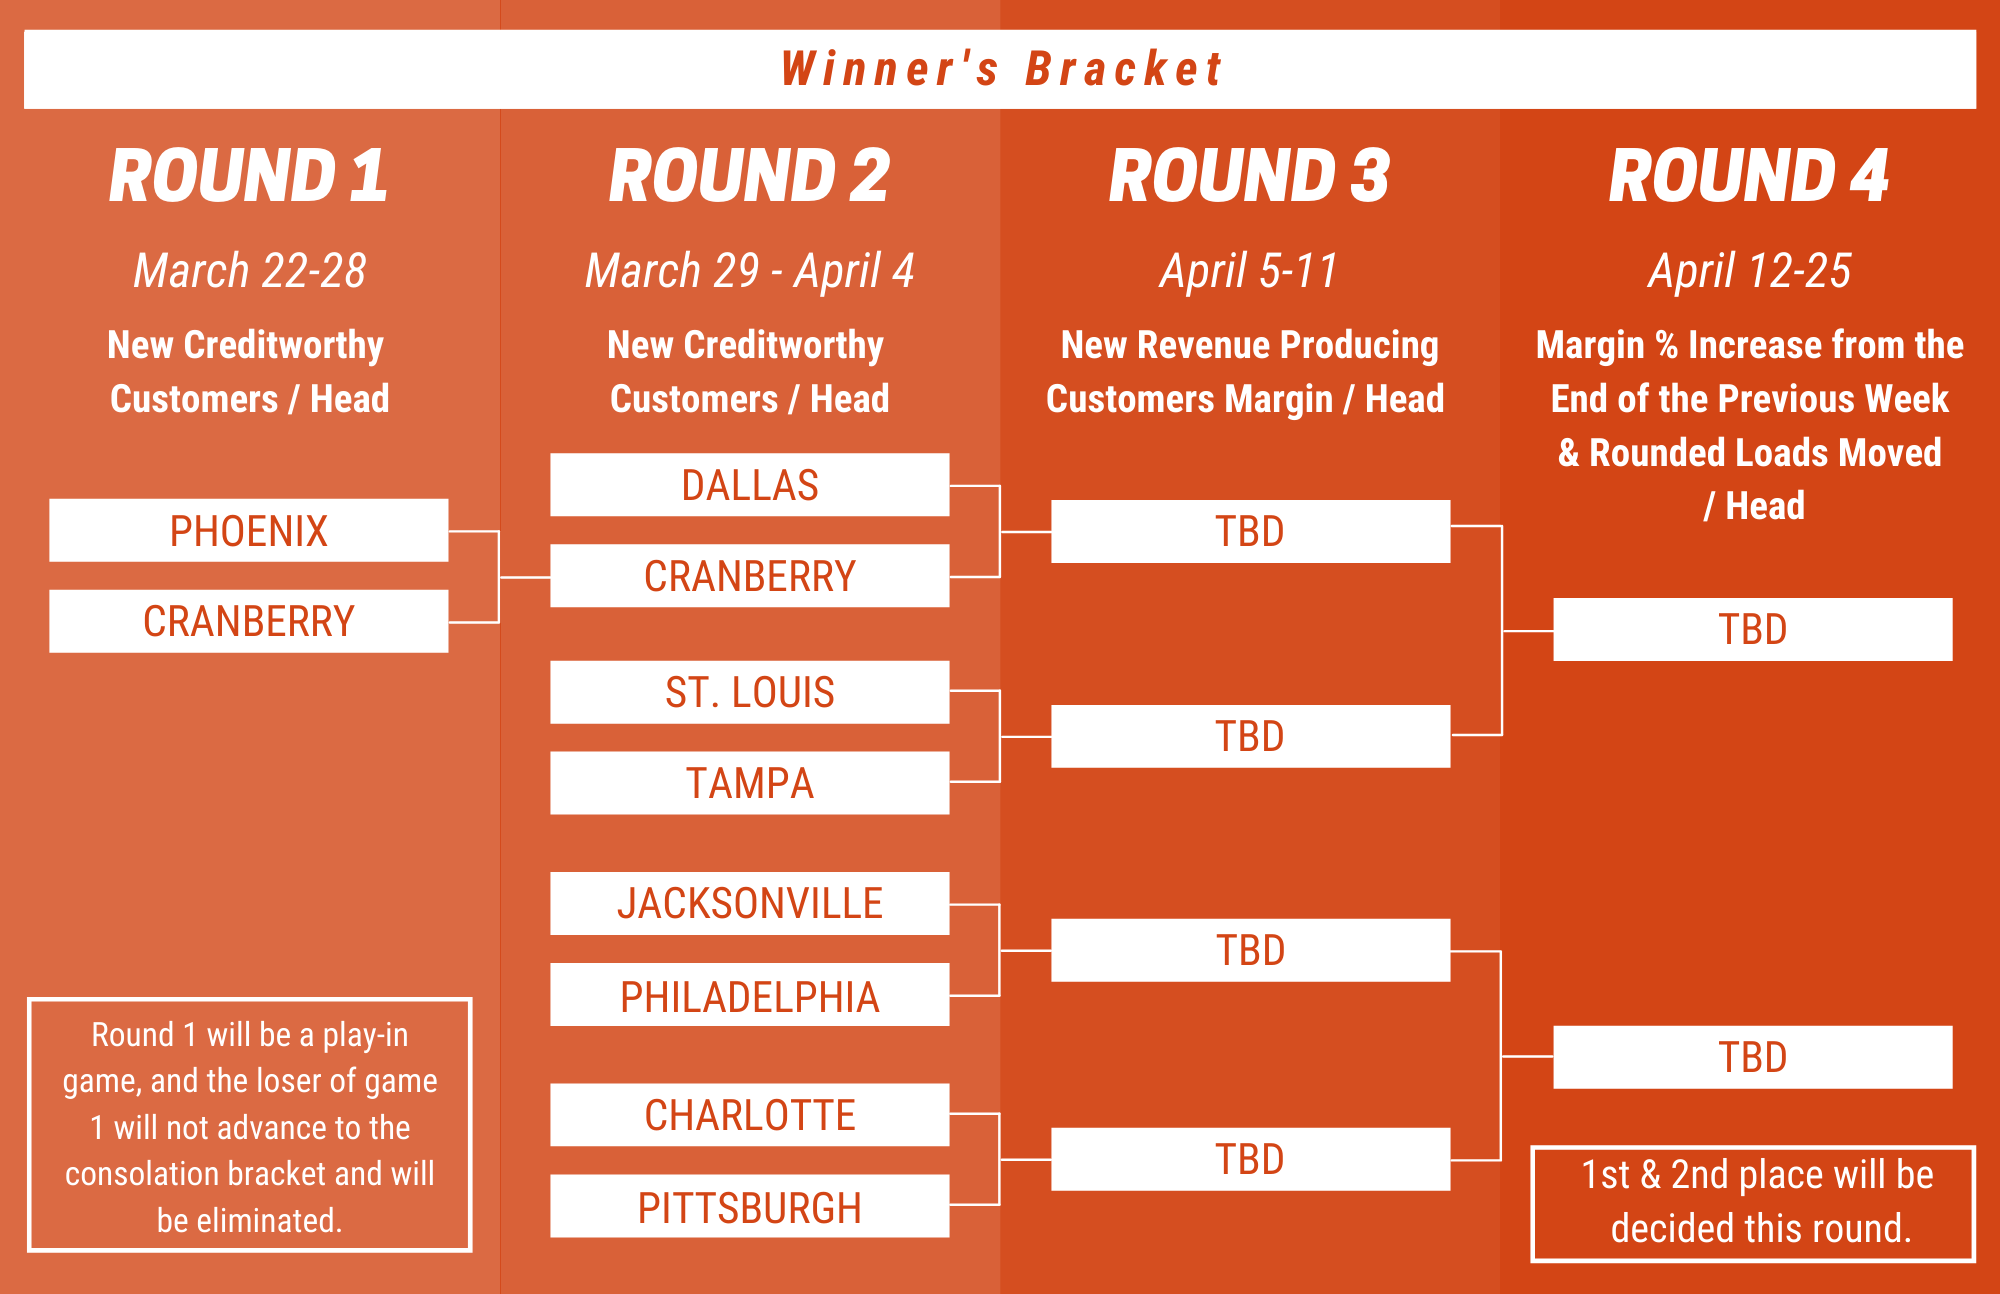 Winner's Bracket
ROUND 1
March 22-28
New Creditworthy
Customers / Head
PHOENIX
CRANBERRY
Round 1 will be a play-in
game, and the loser of game
1 will not advance to the
consolation bracket and will
be eliminated.
ROUND 2
March 29 - April 4
New Creditworthy
Customers / Head
DALLAS
CRANBERRY
ST. LOUIS
TAMPA
JACKSONVILLE
PHILADELPHIA
CHARLOTTE
PITTSBURGH
ROUND 3
April 5-11
New Revenue Producing
Customers Margin / Head
TBD
TBD
TBD
TBD
ROUND 4
April 12-25
Margin % Increase from the
End of the Previous Week
& Rounded Loads Moved
/ Head
TBD
TBD
1st & 2nd place will be
decided this round.